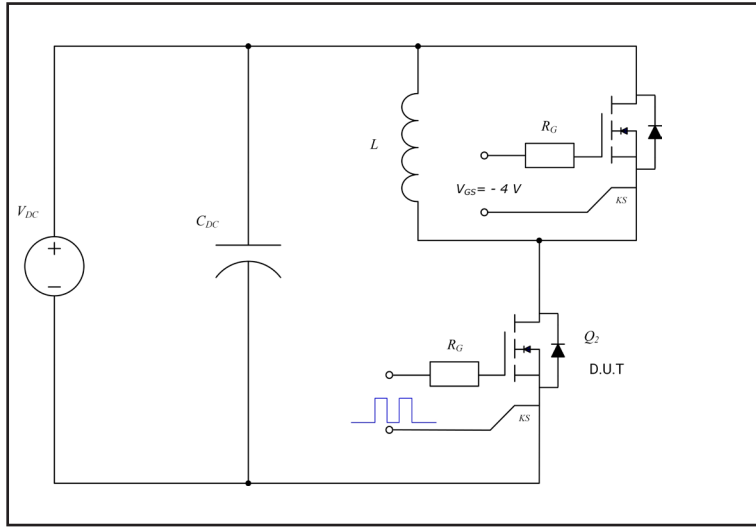 R_G
L
V_GS= - 4 V
KS
V_DC
C_DC
Q_2
R_G
D.U.T
KS